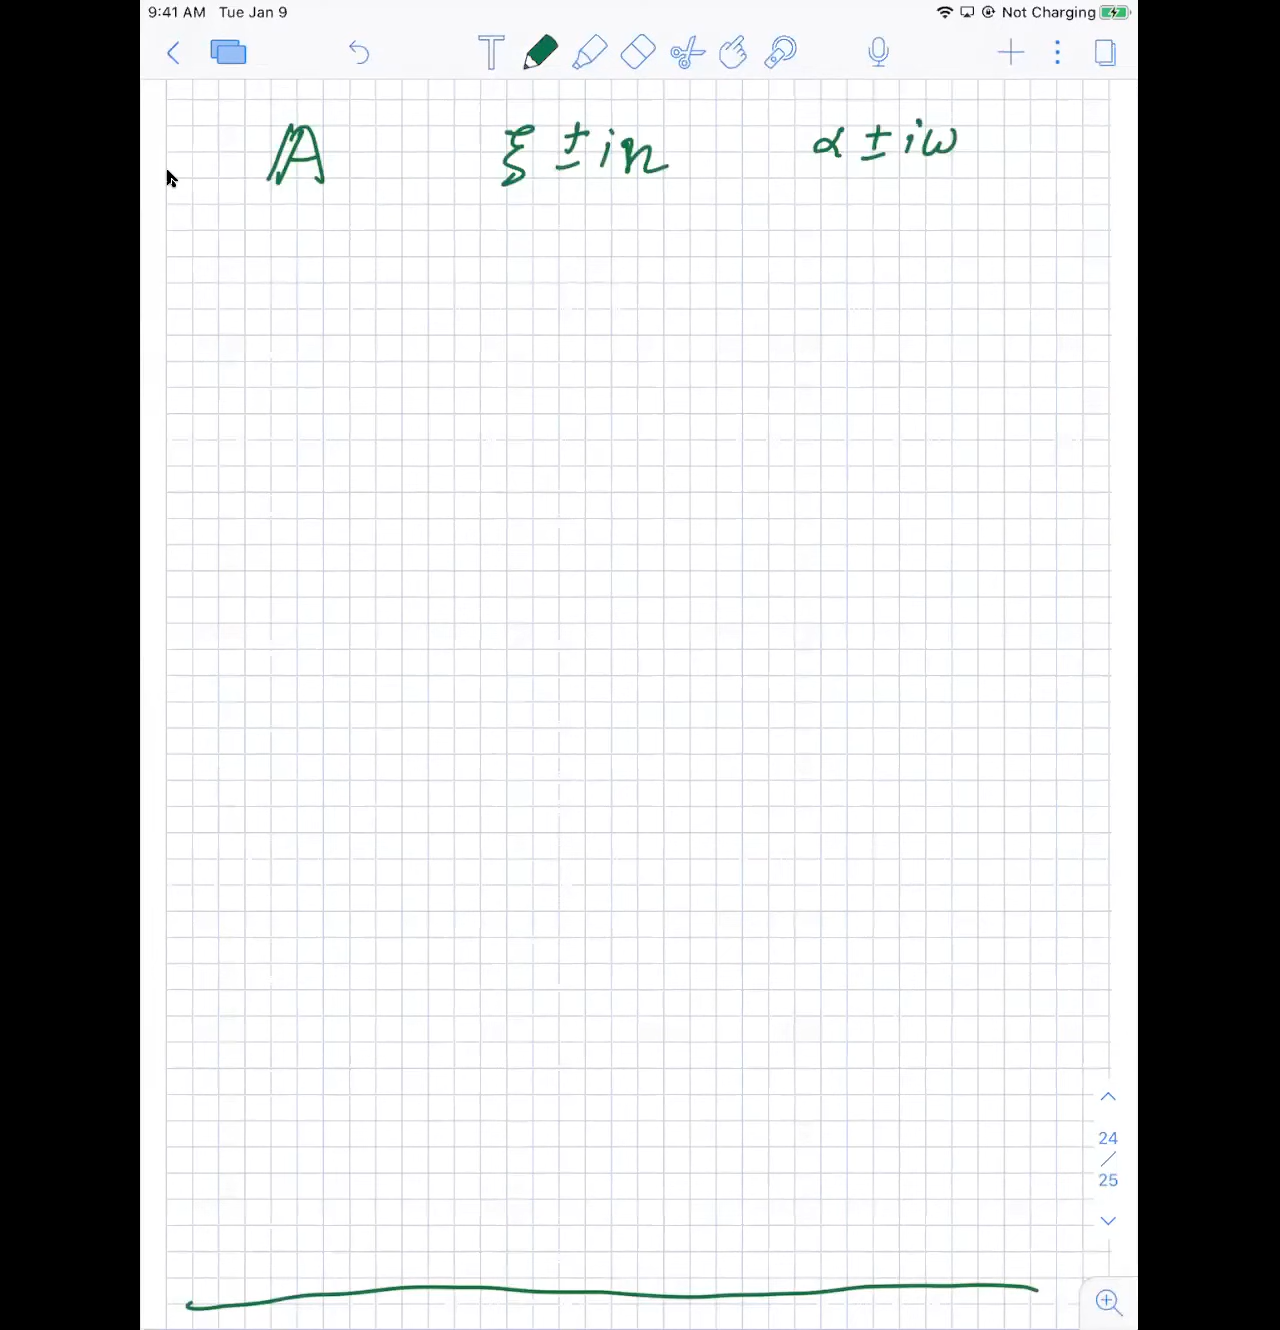 9:41 AM Tue Jan 9 Not Charging
T
𝔸 ξ ± iη α ± iω
24
25